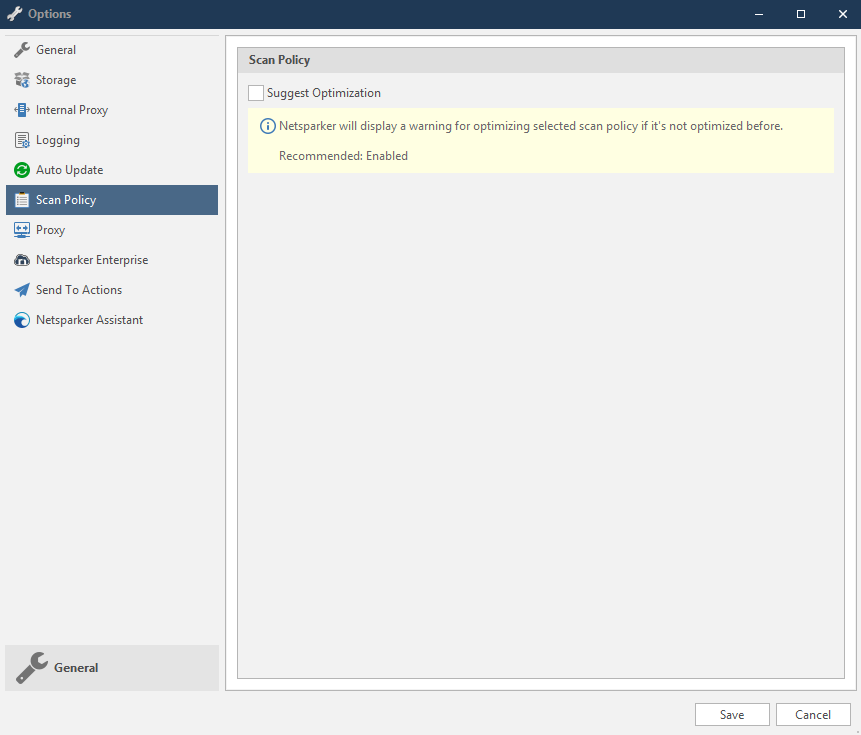 Options
General
Storage
Internal Proxy
Logging
Auto Update
Scan Policy
Proxy
Netsparker Enterprise
Send To Actions
Netsparker Assistant
General
Scan Policy
Suggest Optimization
Netsparker will display a warning for optimizing selected scan policy if it's not optimized before.
Recommended: Enabled
Save
Cancel